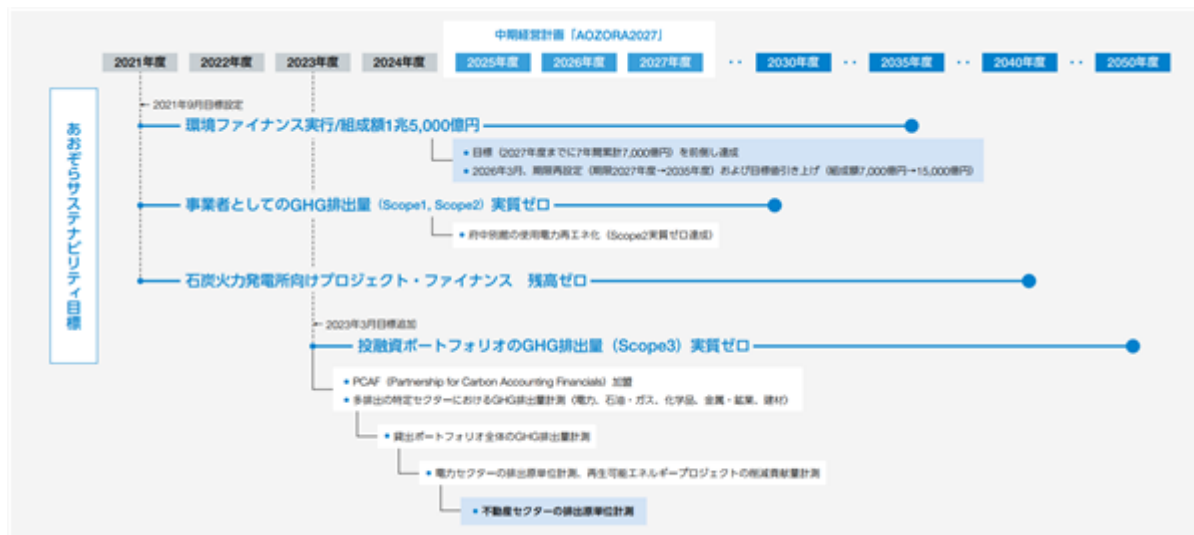 中期経営計画「AOZORA2027」
2021年度 2022年度 2023年度 2024年度 2025年度 2026年度 2027年度 ・・ 2030年度 ・・ 2035年度 ・・ 2040年度 ・・ 2050年度
あおぞらサステナビリティ目標
2021年9月目標設定
環境ファイナンス実行/組成額1兆5,000億円
• 目標（2027年度までに7年間累計7,000億円）を前倒し達成
• 2026年3月、期限再設定（期限2027年度→2035年度）および目標値引き上げ（組成額7,000億円→15,000億円）
事業者としてのGHG排出量（Scope1, Scope2）実質ゼロ
• 府中別館の使用電力再エネ化（Scope2実質ゼロ達成）
石炭火力発電所向けプロジェクト・ファイナンス　残高ゼロ
2023年3月目標追加
投融資ポートフォリオのGHG排出量（Scope3）実質ゼロ
• PCAF（Partnership for Carbon Accounting Financials）加盟
• 多排出の特定セクターにおけるGHG排出量計測（電力、石油・ガス、化学品、金属・鉱業、建材）
• 貸出ポートフォリオ全体のGHG排出量計測
• 電力セクターの排出原単位計測、再生可能エネルギープロジェクトの削減貢献量計測
• 不動産セクターの排出原単位計測